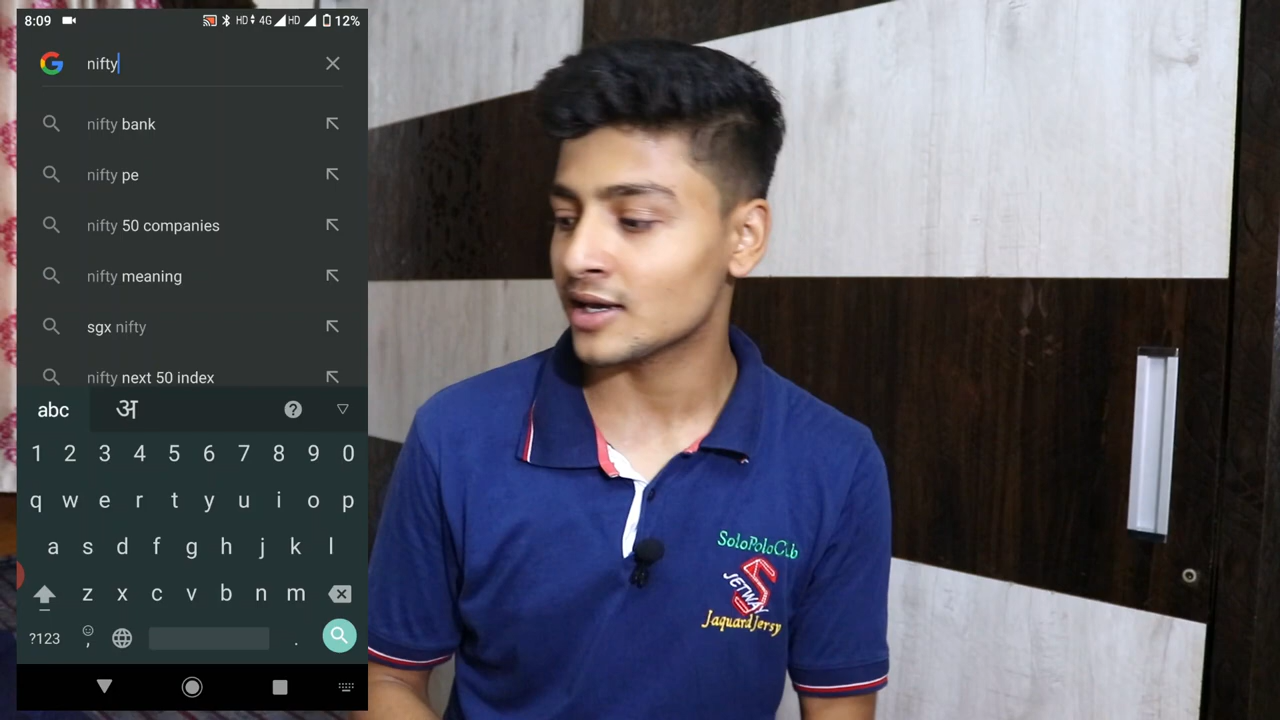 8:09 HD 4G HD 12%
nifty
nifty bank
nifty pe
nifty 50 companies
nifty meaning
sgx nifty
nifty next 50 index
abc अ ?
1 2 3 4 5 6 7 8 9 0
q w e r t y u i o p
a s d f g h j k l
z x c v b n m
?123 , .
SoloPoloClub
S
JETWAY
JaquardJersy